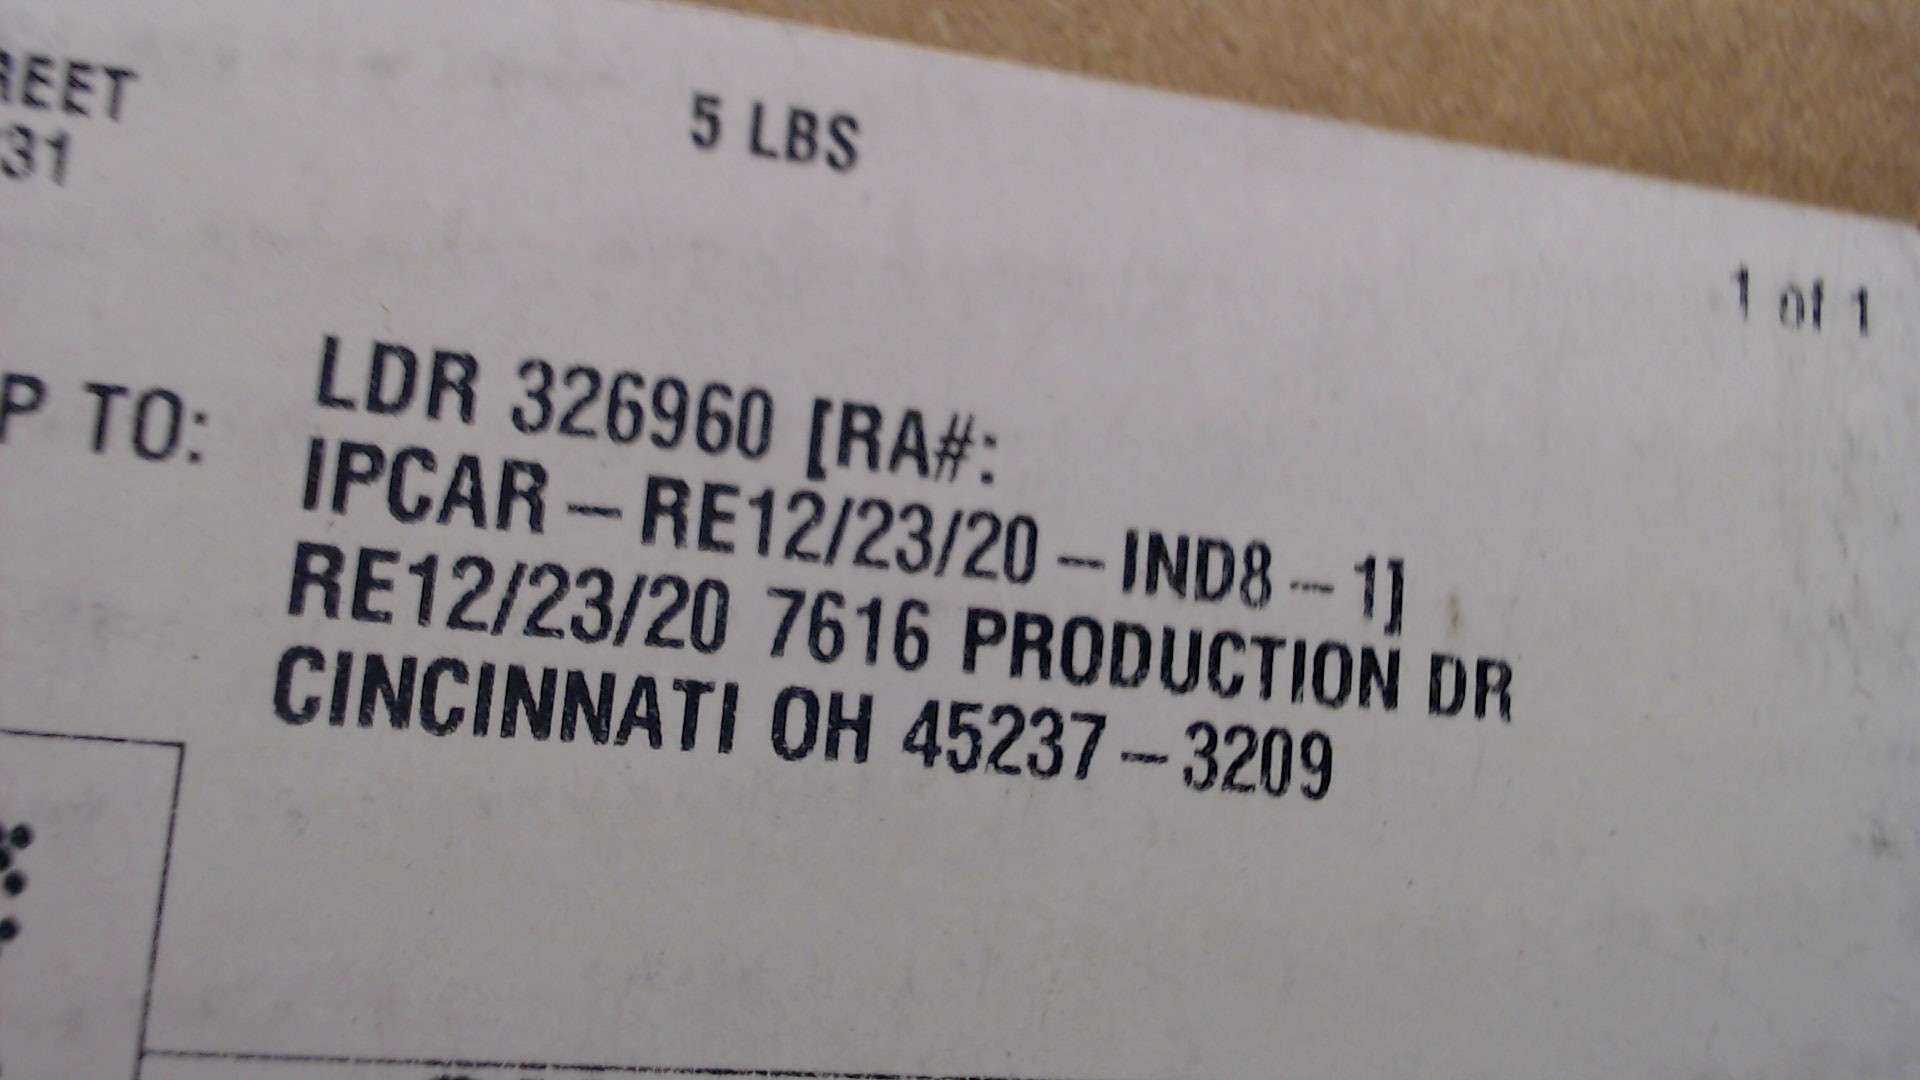 REET
31
5 LBS
1 of 1
P TO:
LDR 326960 [RA#:
IPCAR - RE12/23/20 - IND8 - 1]
RE12/23/20 7616 PRODUCTION DR
CINCINNATI OH 45237-3209